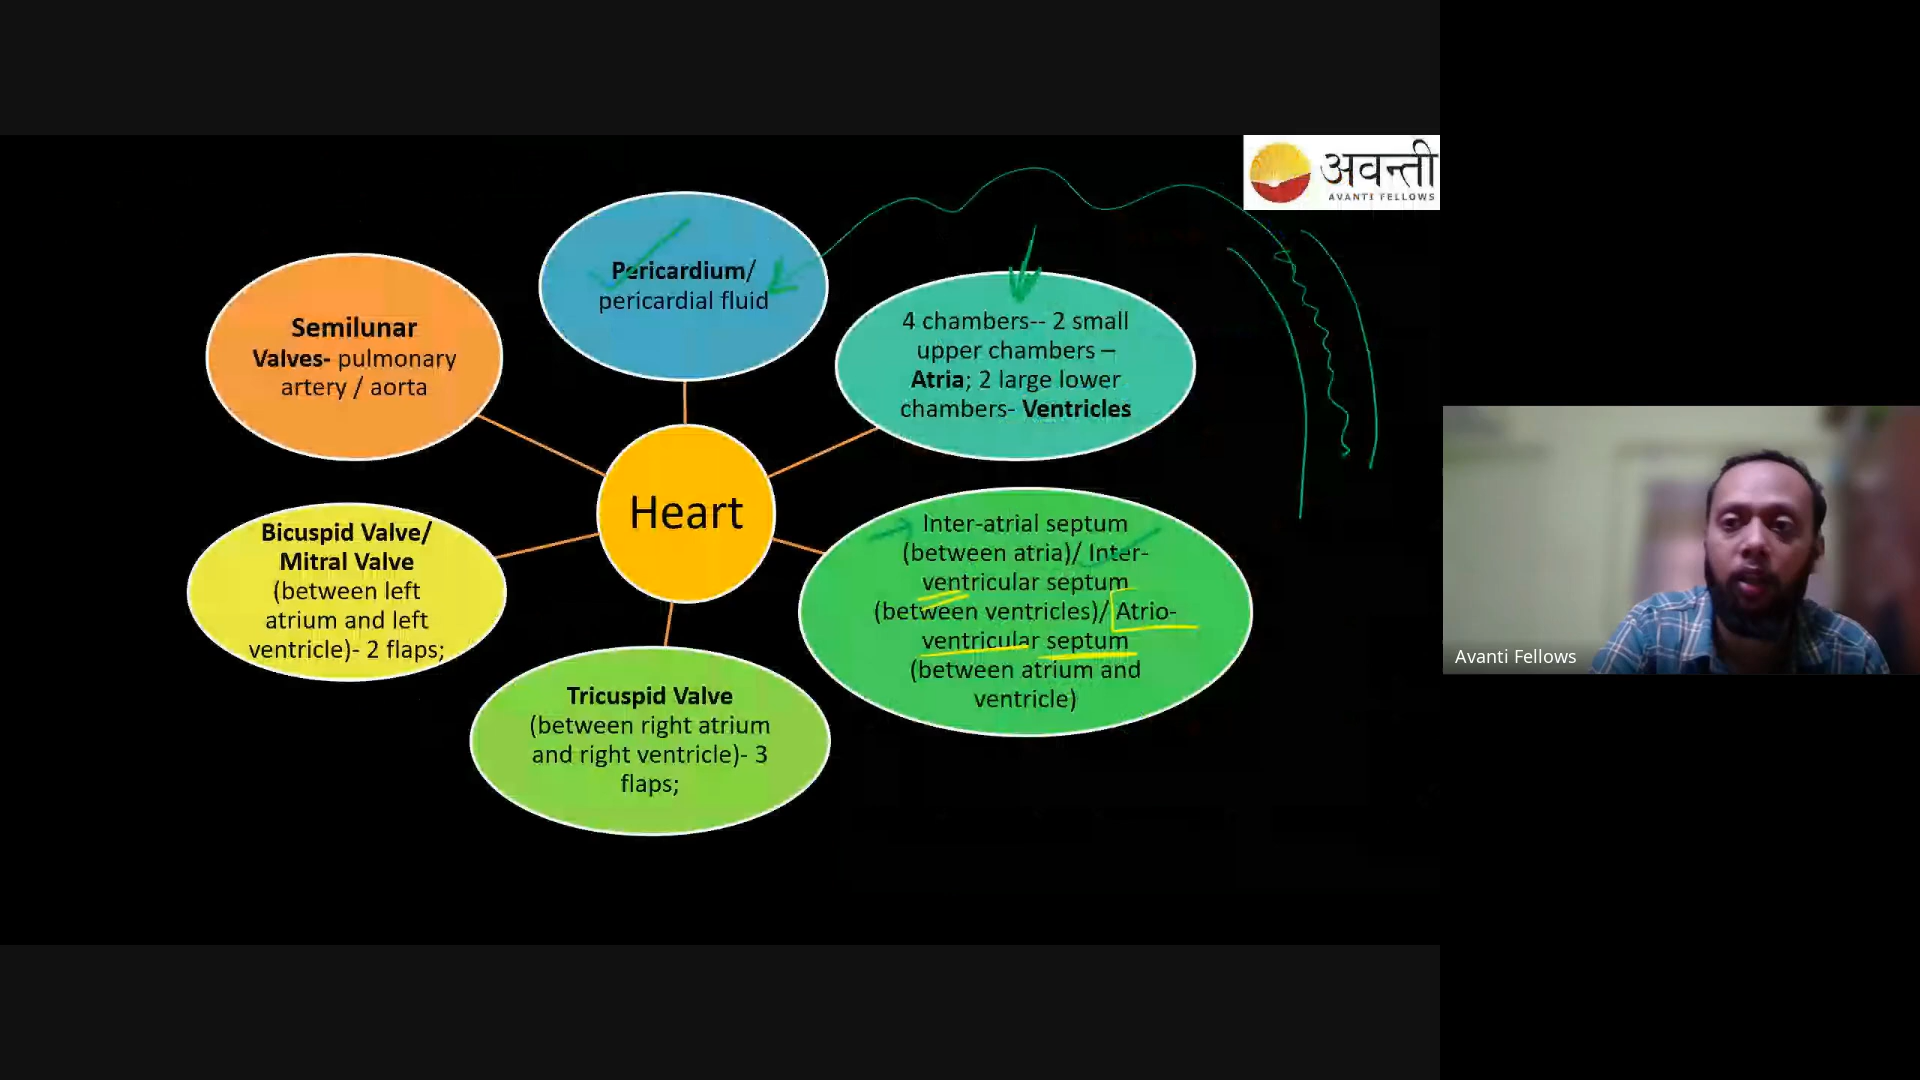 अवन्ती
AVANTI FELLOWS
Pericardium/
pericardial fluid
4 chambers-- 2 small
upper chambers –
Atria; 2 large lower
chambers- Ventricles
Inter-atrial septum
(between atria)/ Inter-
ventricular septum
(between ventricles)/ Atrio-
ventricular septum
(between atrium and
ventricle)
Tricuspid Valve
(between right atrium
and right ventricle)- 3
flaps;
Bicuspid Valve/
Mitral Valve
(between left
atrium and left
ventricle)- 2 flaps;
Semilunar
Valves- pulmonary
artery / aorta
Heart
Avanti Fellows